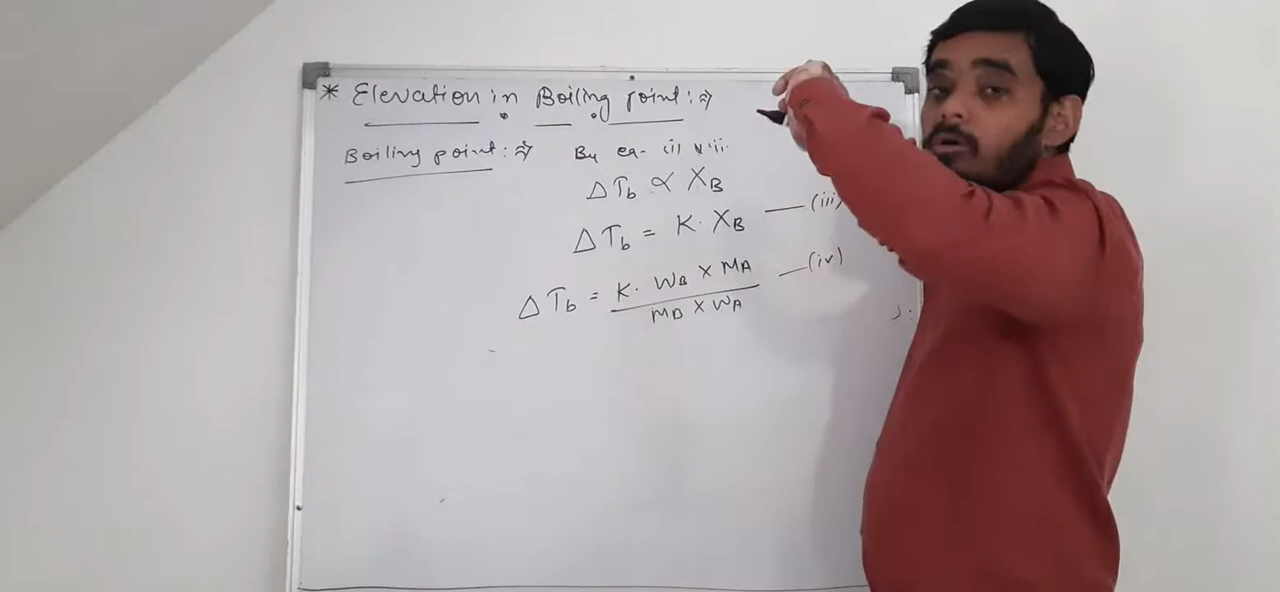 * Elevation in Boiling point :⇒
Boiling point :⇒ By eq- (i) & ii
ΔTb ∝ XB
ΔTb = K. XB —(iii)
ΔTb = K. WB × MA —(iv)
MB × WA